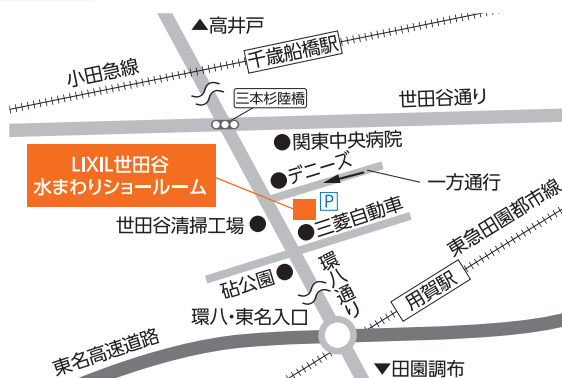 ▲高井戸
千歳船橋駅
小田急線
三本杉陸橋
世田谷通り
関東中央病院
デニーズ
LIXIL世田谷
水まわりショールーム
一方通行
P
世田谷清掃工場
三菱自動車
東急田園都市線
環八通り
砧公園
用賀駅
環八・東名入口
東名高速道路
▼田園調布